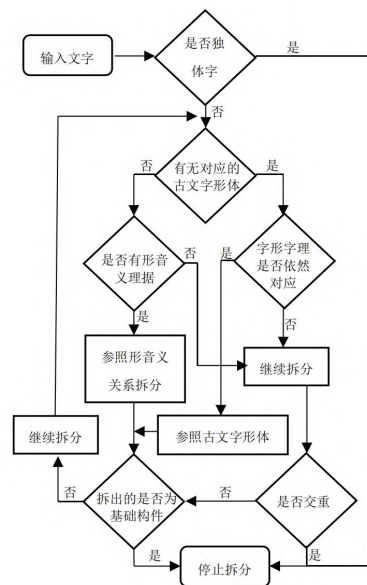 输入文字
是否独
体字
是
否
有无对应的
古文字形体
否
是
是否有形音
义理据
否
是
字形字理
是否依然
对应
是
否
参照形音义
关系拆分
继续拆分
继续拆分
参照古文字形体
拆出的是否为
基础构件
否
否
是否交重
是
是
停止拆分